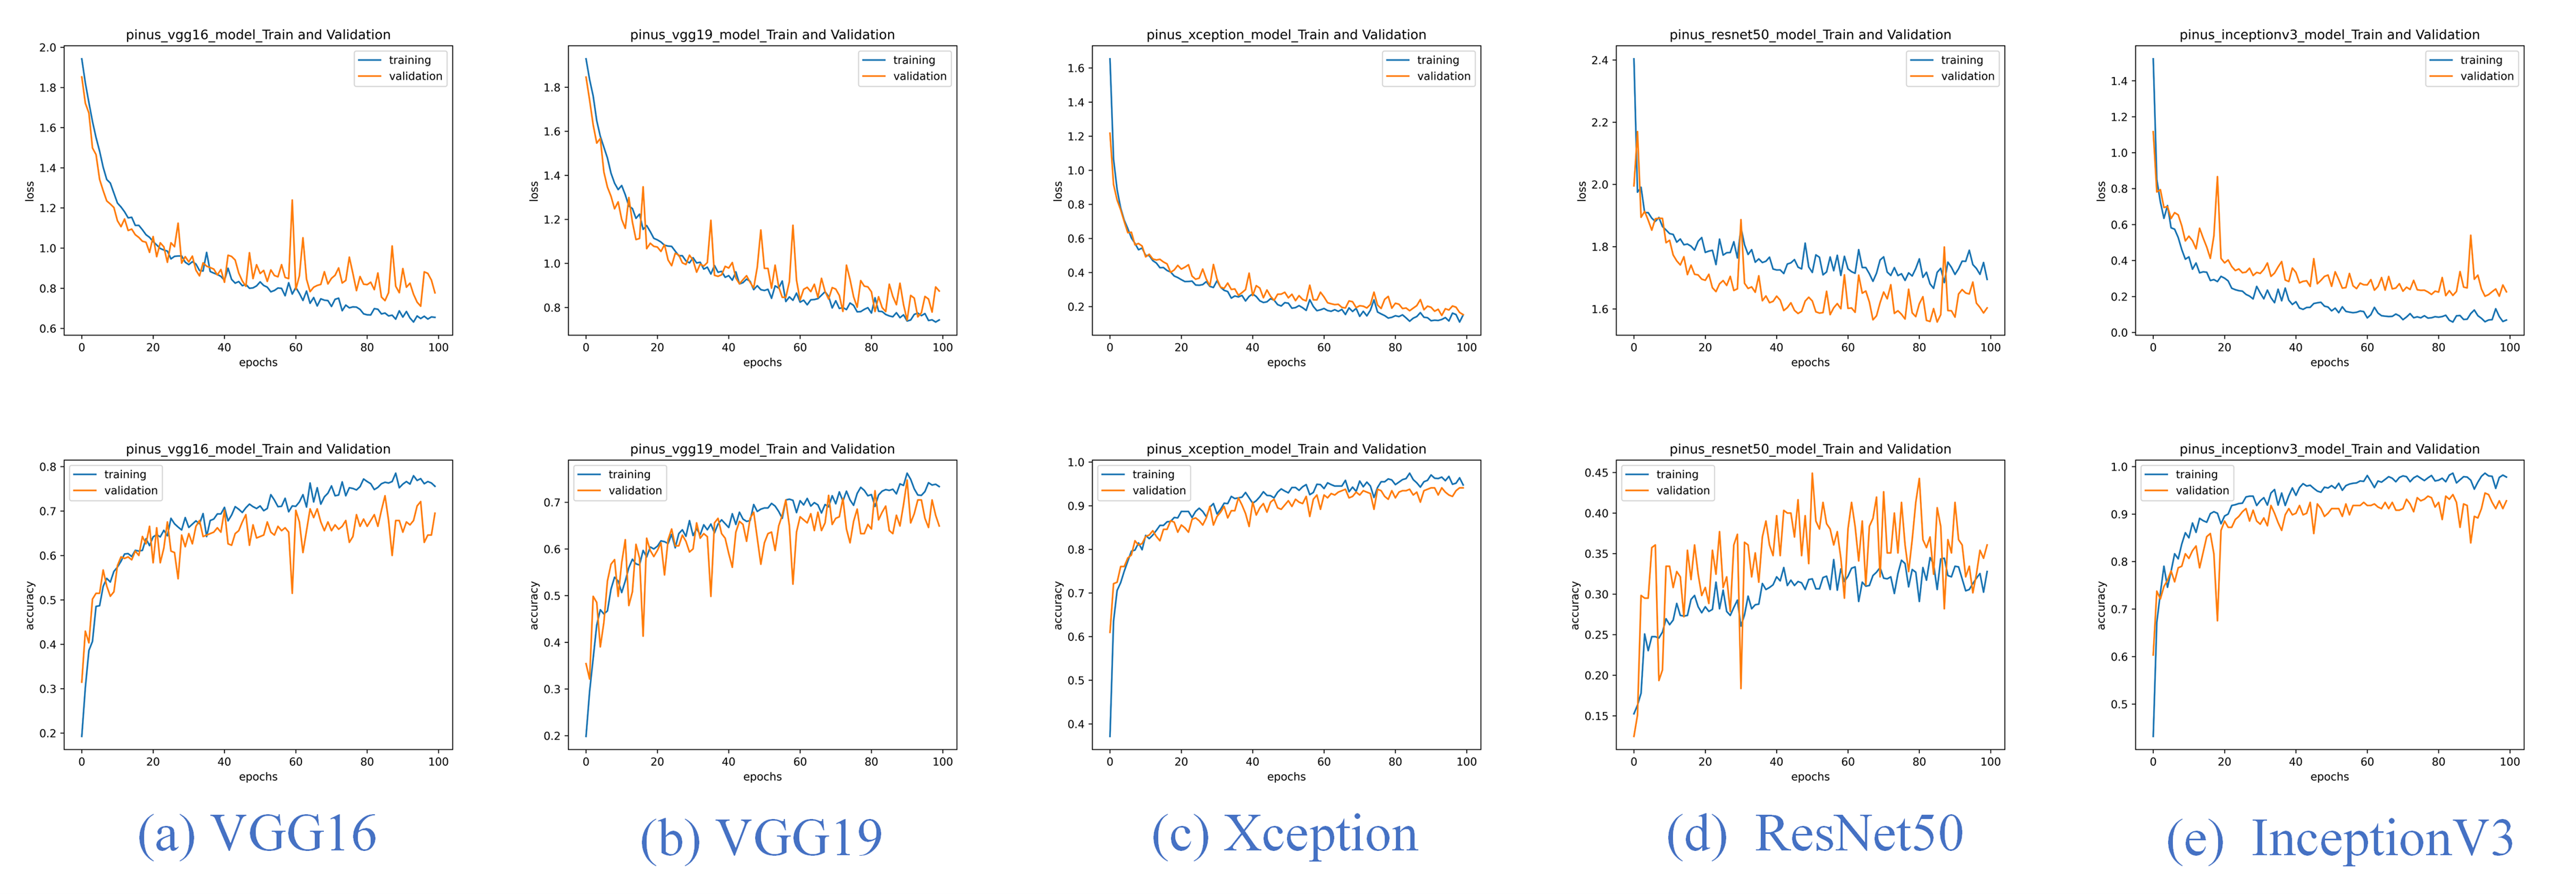 pinus_vgg16_model_Train and Validation
training
validation
loss
2.0
1.8
1.6
1.4
1.2
1.0
0.8
0.6
0 20 40 60 80 100
epochs
pinus_vgg19_model_Train and Validation
training
validation
loss
1.8
1.6
1.4
1.2
1.0
0.8
0 20 40 60 80 100
epochs
pinus_xception_model_Train and Validation
training
validation
loss
1.6
1.4
1.2
1.0
0.8
0.6
0.4
0.2
0 20 40 60 80 100
epochs
pinus_resnet50_model_Train and Validation
training
validation
loss
2.4
2.2
2.0
1.8
1.6
0 20 40 60 80 100
epochs
pinus_inceptionv3_model_Train and Validation
training
validation
loss
1.4
1.2
1.0
0.8
0.6
0.4
0.2
0.0
0 20 40 60 80 100
epochs
pinus_vgg16_model_Train and Validation
training
validation
accuracy
0.8
0.7
0.6
0.5
0.4
0.3
0.2
0 20 40 60 80 100
epochs
pinus_vgg19_model_Train and Validation
training
validation
accuracy
0.7
0.6
0.5
0.4
0.3
0.2
0 20 40 60 80 100
epochs
pinus_xception_model_Train and Validation
training
validation
accuracy
1.0
0.9
0.8
0.7
0.6
0.5
0.4
0 20 40 60 80 100
epochs
pinus_resnet50_model_Train and Validation
training
validation
accuracy
0.45
0.40
0.35
0.30
0.25
0.20
0.15
0 20 40 60 80 100
epochs
pinus_inceptionv3_model_Train and Validation
training
validation
accuracy
1.0
0.9
0.8
0.7
0.6
0.5
0 20 40 60 80 100
epochs
(a) VGG16
(b) VGG19
(c) Xception
(d) ResNet50
(e) InceptionV3